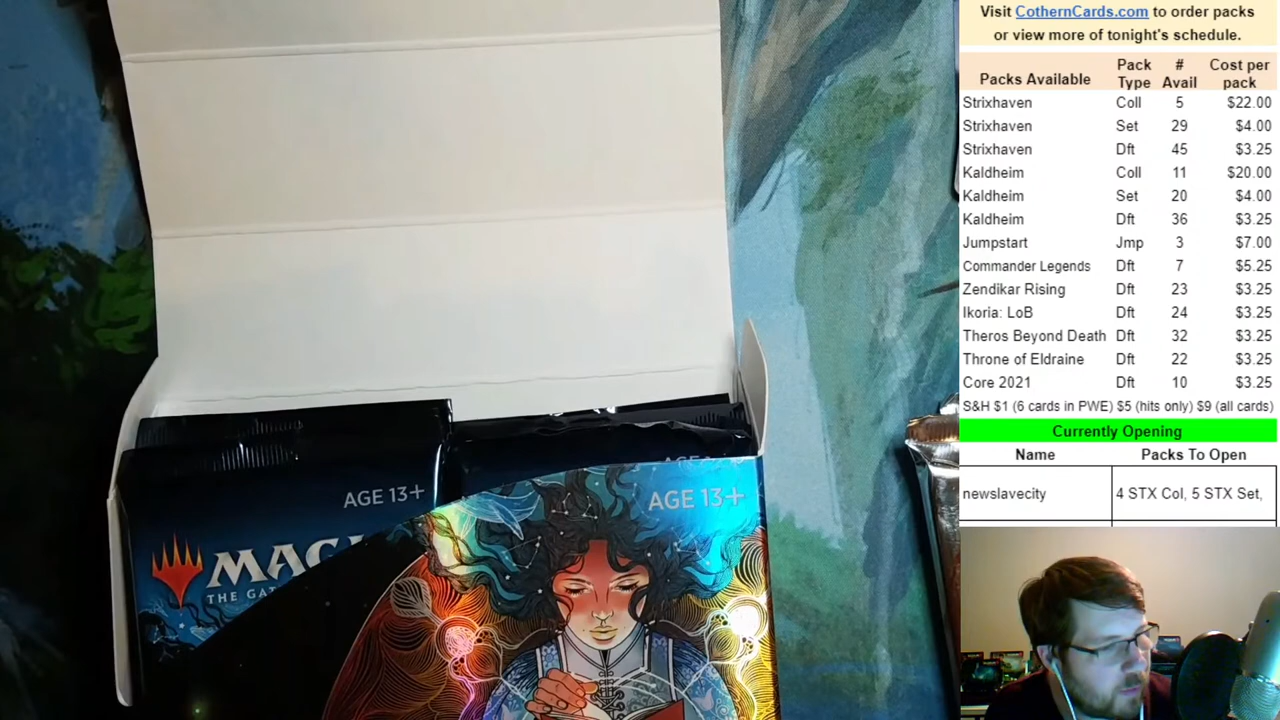 Visit CothernCards.com to order packs
or view more of tonight's schedule.
Packs Available Pack Type # Avail Cost per pack
Strixhaven Coll 5 $22.00
Strixhaven Set 29 $4.00
Strixhaven Dft 45 $3.25
Kaldheim Coll 11 $20.00
Kaldheim Set 20 $4.00
Kaldheim Dft 36 $3.25
Jumpstart Jmp 3 $7.00
Commander Legends Dft 7 $5.25
Zendikar Rising Dft 23 $3.25
Ikoria: LoB Dft 24 $3.25
Theros Beyond Death Dft 32 $3.25
Throne of Eldraine Dft 22 $3.25
Core 2021 Dft 10 $3.25
S&H $1 (6 cards in PWE) $5 (hits only) $9 (all cards)
Currently Opening
Name Packs To Open
newslavecity 4 STX Col, 5 STX Set,
AGE 13+
AGE 13+
MAG
THE GAT